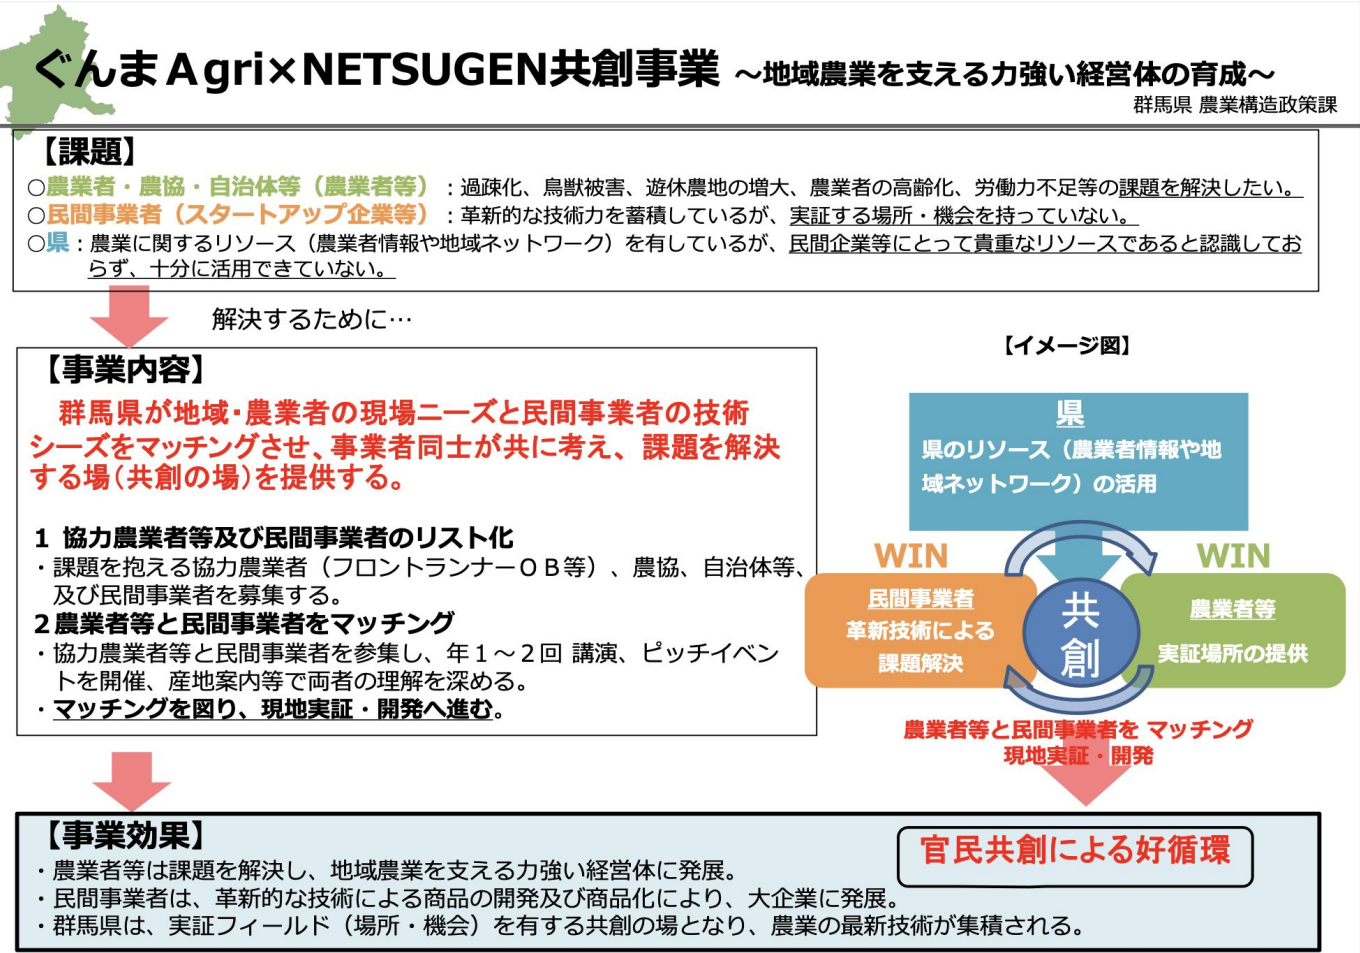 ぐんまAgri×NETSUGEN共創事業 ～地域農業を支える力強い経営体の育成～
群馬県 農業構造政策課
【課題】
○農業者・農協・自治体等（農業者等）：過疎化、鳥獣被害、遊休農地の増大、農業者の高齢化、労働力不足等の課題を解決したい。
○民間事業者（スタートアップ企業等）：革新的な技術力を蓄積しているが、実証する場所・機会を持っていない。
○県：農業に関するリソース（農業者情報や地域ネットワーク）を有しているが、民間企業等にとって貴重なリソースであると認識してお
らず、十分に活用できていない。
解決するために…
【事業内容】
群馬県が地域・農業者の現場ニーズと民間事業者の技術
シーズをマッチングさせ、事業者同士が共に考え、課題を解決
する場（共創の場）を提供する。
１ 協力農業者等及び民間事業者のリスト化
・課題を抱える協力農業者（フロントランナーＯＢ等）、農協、自治体等、
及び民間事業者を募集する。
２農業者等と民間事業者をマッチング
・協力農業者等と民間事業者を参集し、年１～２回 講演、ピッチイベン
トを開催、産地案内等で両者の理解を深める。
・マッチングを図り、現地実証・開発へ進む。
【イメージ図】
県
県のリソース（農業者情報や地
域ネットワーク）の活用
WIN
WIN
民間事業者
革新技術による
課題解決
共
創
農業者等
実証場所の提供
農業者等と民間事業者を マッチング
現地実証・開発
【事業効果】
官民共創による好循環
・農業者等は課題を解決し、地域農業を支える力強い経営体に発展。
・民間事業者は、革新的な技術による商品の開発及び商品化により、大企業に発展。
・群馬県は、実証フィールド（場所・機会）を有する共創の場となり、農業の最新技術が集積される。